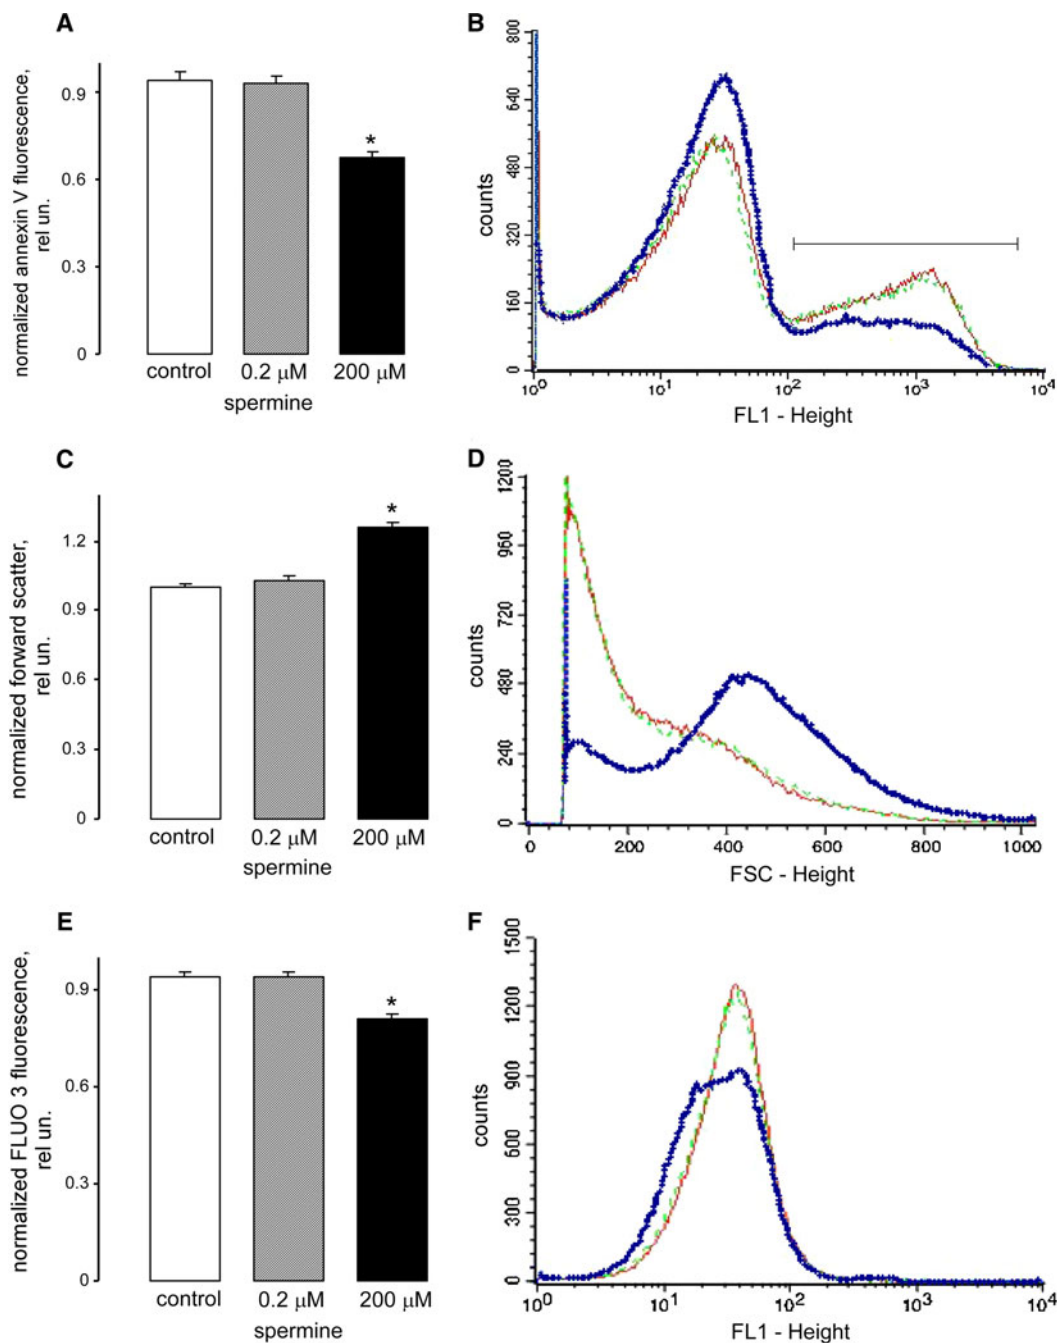 A
normalized annexin V fluorescence,
rel un.
0.9
0.6
0.3
0
*
control
0.2 μM
200 μM
spermine
B
counts
800
640
480
320
160
0
10⁰
10¹
10²
10³
10⁴
FL1 - Height
C
normalized forward scatter,
rel un.
1.2
0.9
0.6
0.3
0
*
control
0.2 μM
200 μM
spermine
D
counts
1200
960
720
480
240
0
0
200
400
600
800
1000
FSC - Height
E
normalized FLUO 3 fluorescence,
rel un.
0.9
0.6
0.3
0
*
control
0.2 μM
200 μM
spermine
F
counts
1500
1200
900
600
300
0
10⁰
10¹
10²
10³
10⁴
FL1 - Height